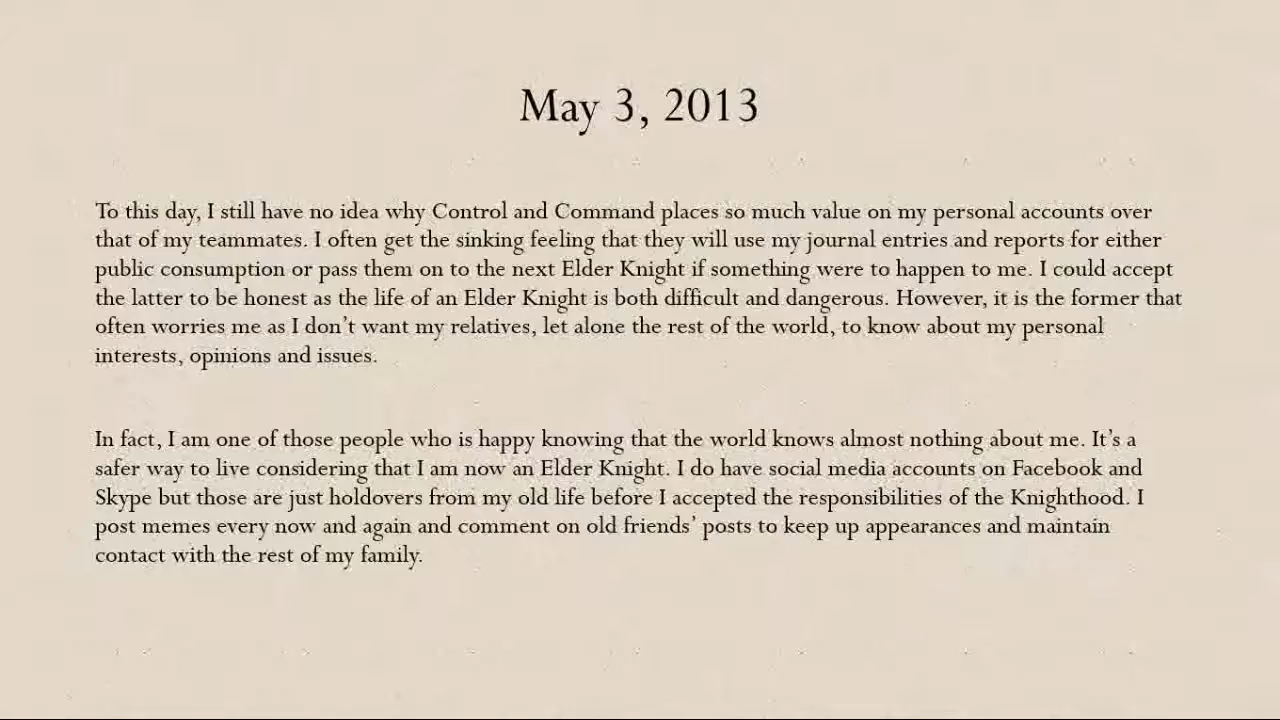 May 3, 2013
To this day, I still have no idea why Control and Command places so much value on my personal accounts over
that of my teammates. I often get the sinking feeling that they will use my journal entries and reports for either
public consumption or pass them on to the next Elder Knight if something were to happen to me. I could accept
the latter to be honest as the life of an Elder Knight is both difficult and dangerous. However, it is the former that
often worries me as I don’t want my relatives, let alone the rest of the world, to know about my personal
interests, opinions and issues.
In fact, I am one of those people who is happy knowing that the world knows almost nothing about me. It’s a
safer way to live considering that I am now an Elder Knight. I do have social media accounts on Facebook and
Skype but those are just holdovers from my old life before I accepted the responsibilities of the Knighthood. I
post memes every now and again and comment on old friends’ posts to keep up appearances and maintain
contact with the rest of my family.